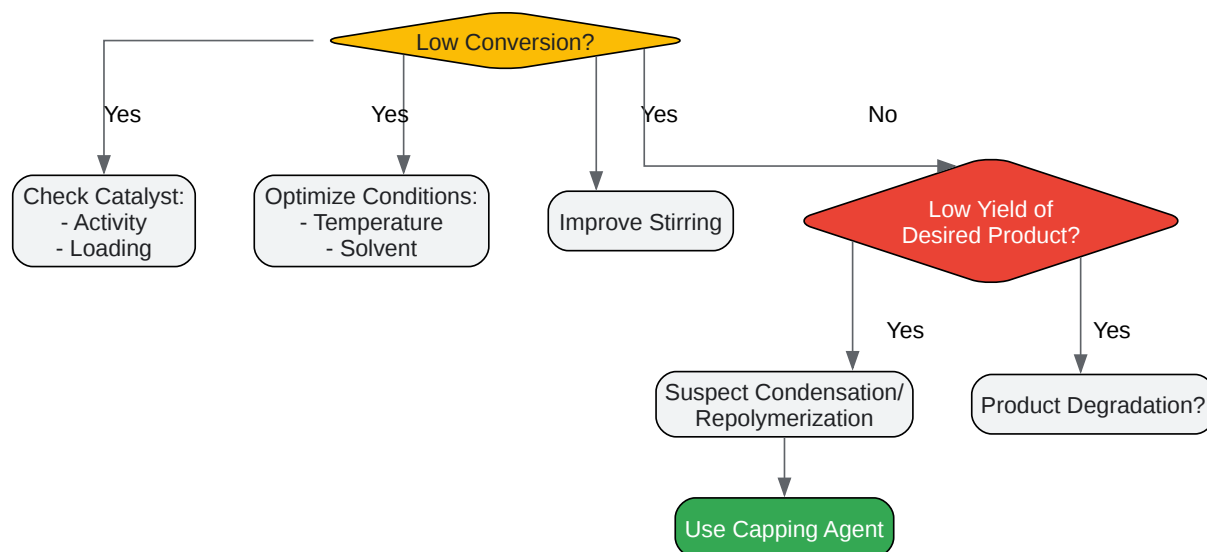 Low Conversion?
Yes
Yes
Yes
No
Check Catalyst:
- Activity
- Loading
Optimize Conditions:
- Temperature
- Solvent
Improve Stirring
Low Yield of
Desired Product?
Yes
Yes
Suspect Condensation/
Repolymerization
Product Degradation?
Use Capping Agent